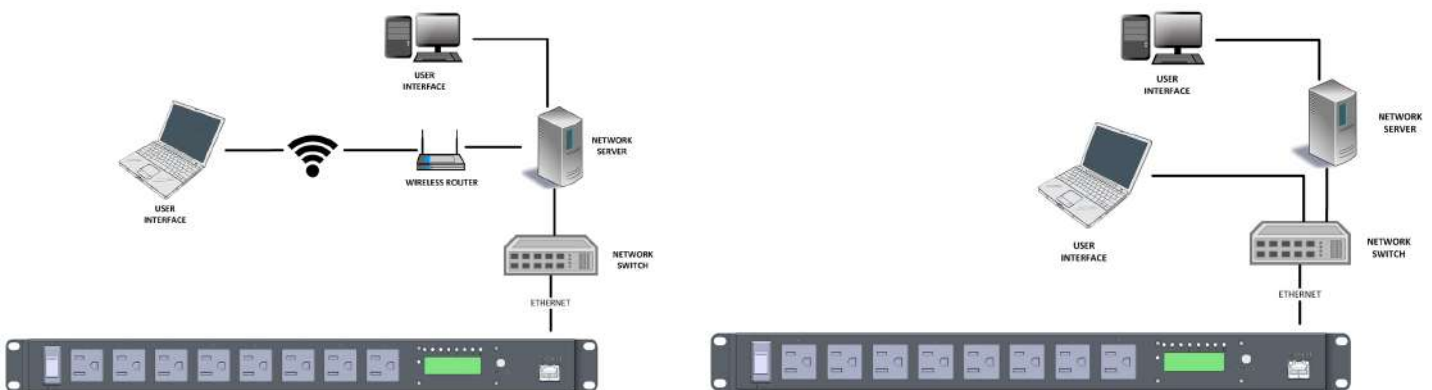 USER
INTERFACE
NETWORK
SERVER
WIRELESS ROUTER
USER
INTERFACE
NETWORK
SWITCH
ETHERNET
USER
INTERFACE
NETWORK
SERVER
USER
INTERFACE
NETWORK
SWITCH
ETHERNET